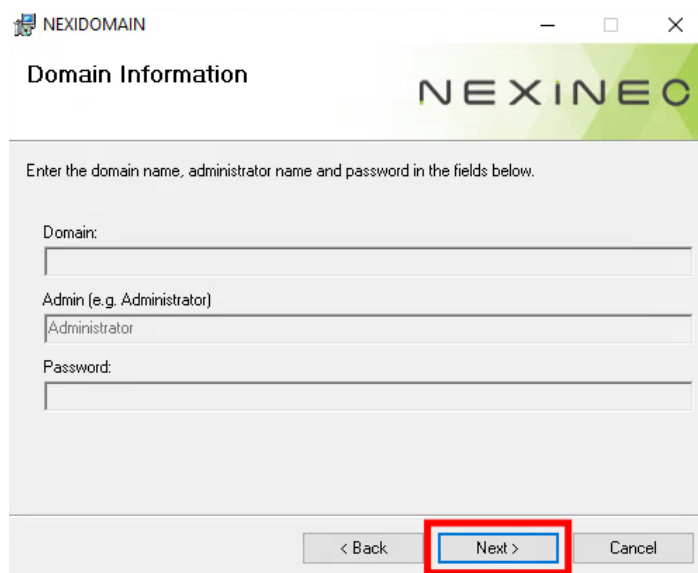 NEXIDOMAIN
Domain Information
NEXINEO
Enter the domain name, administrator name and password in the fields below.
Domain:
Admin (e.g. Administrator)
Administrator
Password:
< Back
Next >
Cancel